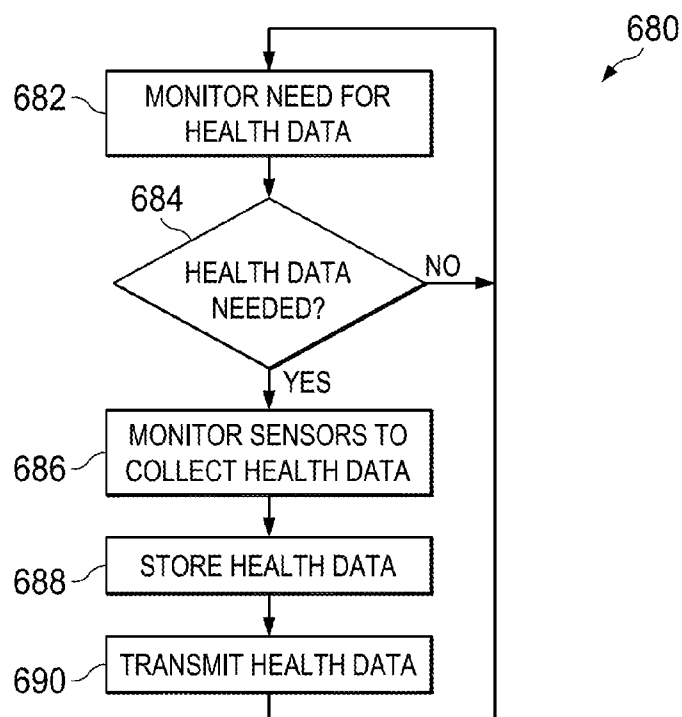 680
682
MONITOR NEED FOR
HEALTH DATA
684
HEALTH DATA
NEEDED?
NO
YES
686
MONITOR SENSORS TO
COLLECT HEALTH DATA
688
STORE HEALTH DATA
690
TRANSMIT HEALTH DATA